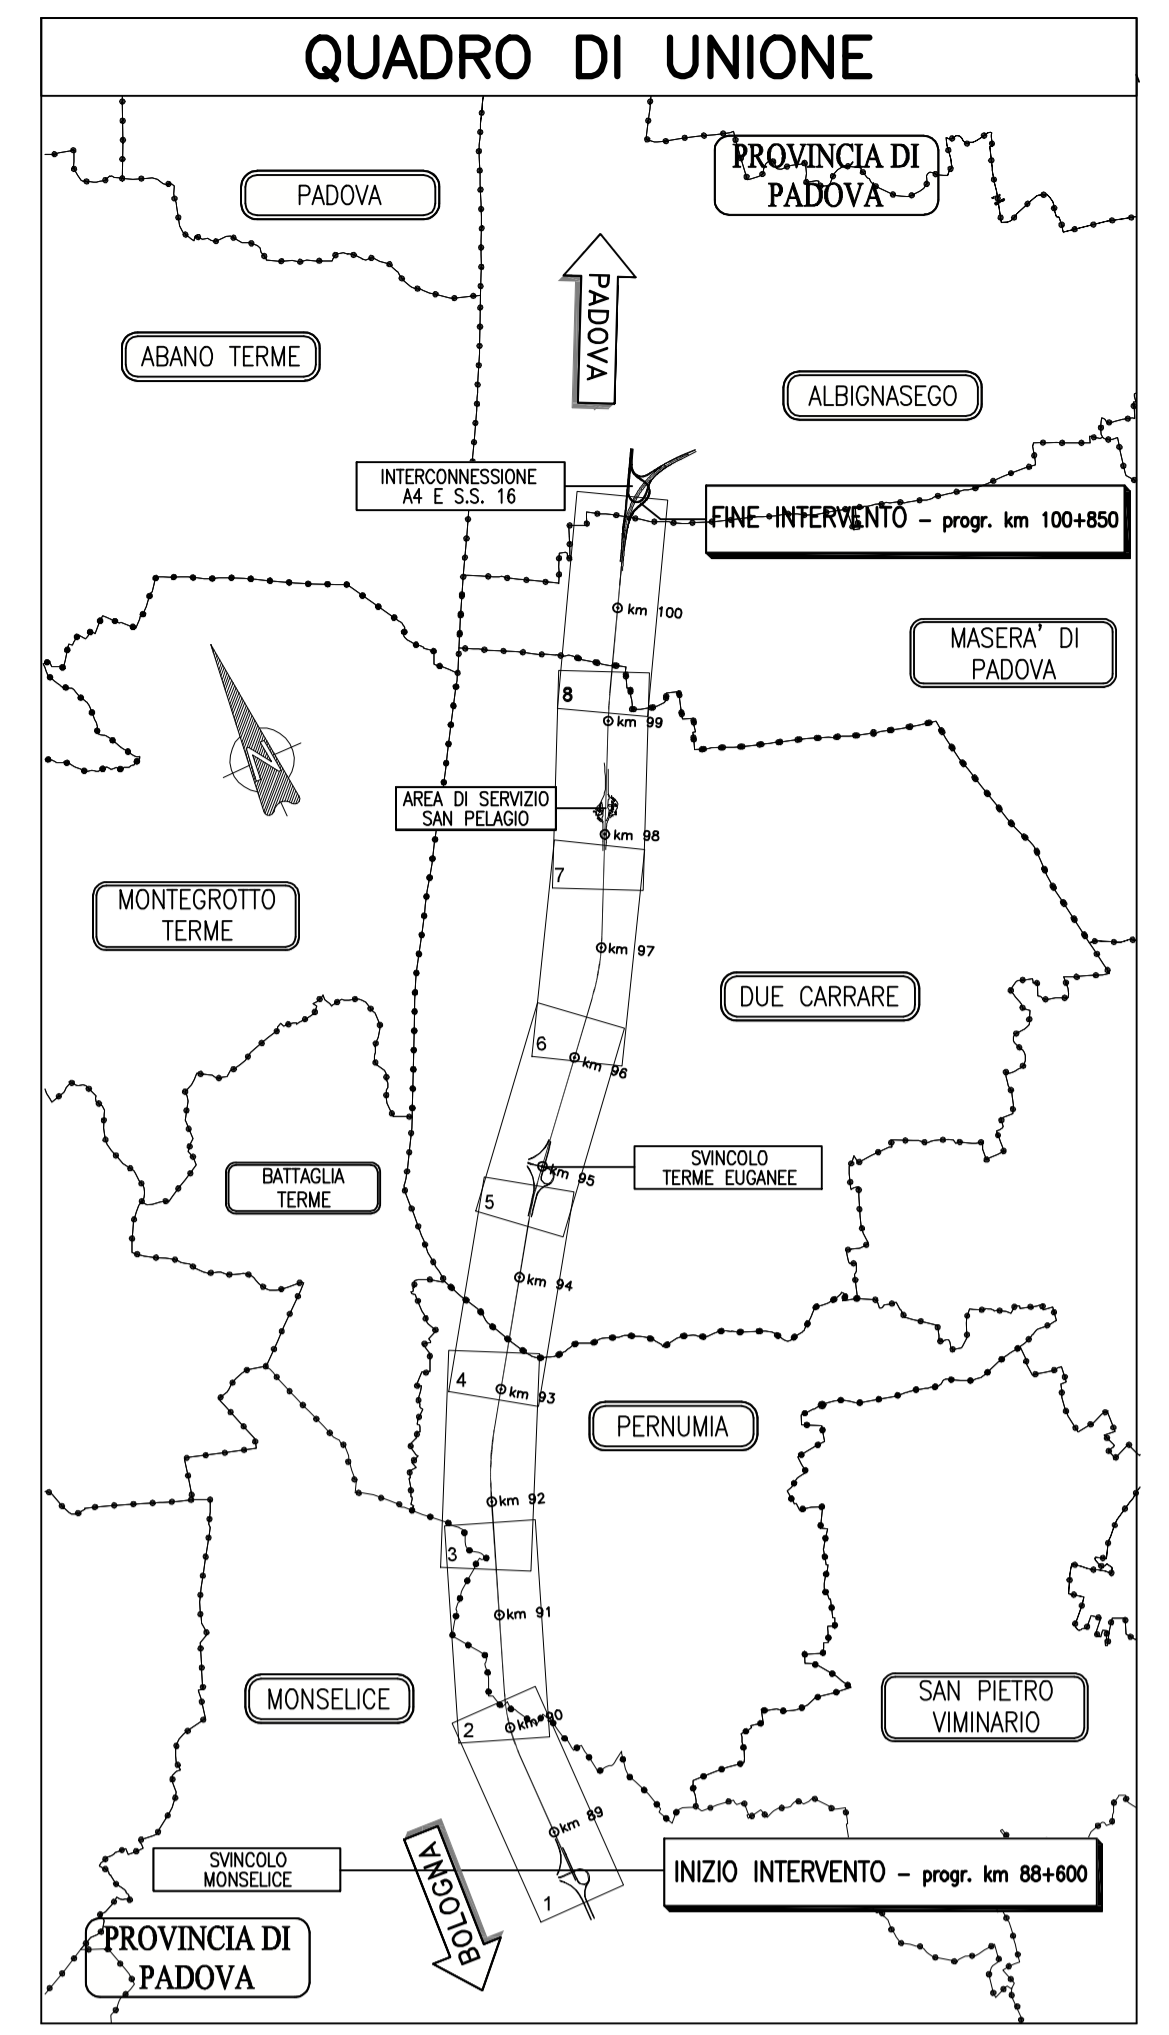 QUADRO DI UNIONE
PROVINCIA DI
PADOVA
PADOVA
PADOVA
ABANO TERME
ALBIGNASEGO
INTERCONNESSIONE
A4 E S.S. 16
FINE INTERVENTO – progr. km 100+850
km 100
MASERA' DI
PADOVA
8
km 99
N
AREA DI SERVIZIO
SAN PELAGIO
km 98
7
MONTEGROTTO
TERME
km 97
DUE CARRARE
6
km 96
SVINCOLO
TERME EUGANEE
km 95
BATTAGLIA
TERME
5
km 94
4
km 93
PERNUMIA
km 92
3
km 91
MONSELICE
SAN PIETRO
VIMINARIO
2
km 90
km 89
SVINCOLO
MONSELICE
BOLOGNA
1
INIZIO INTERVENTO – progr. km 88+600
PROVINCIA DI
PADOVA